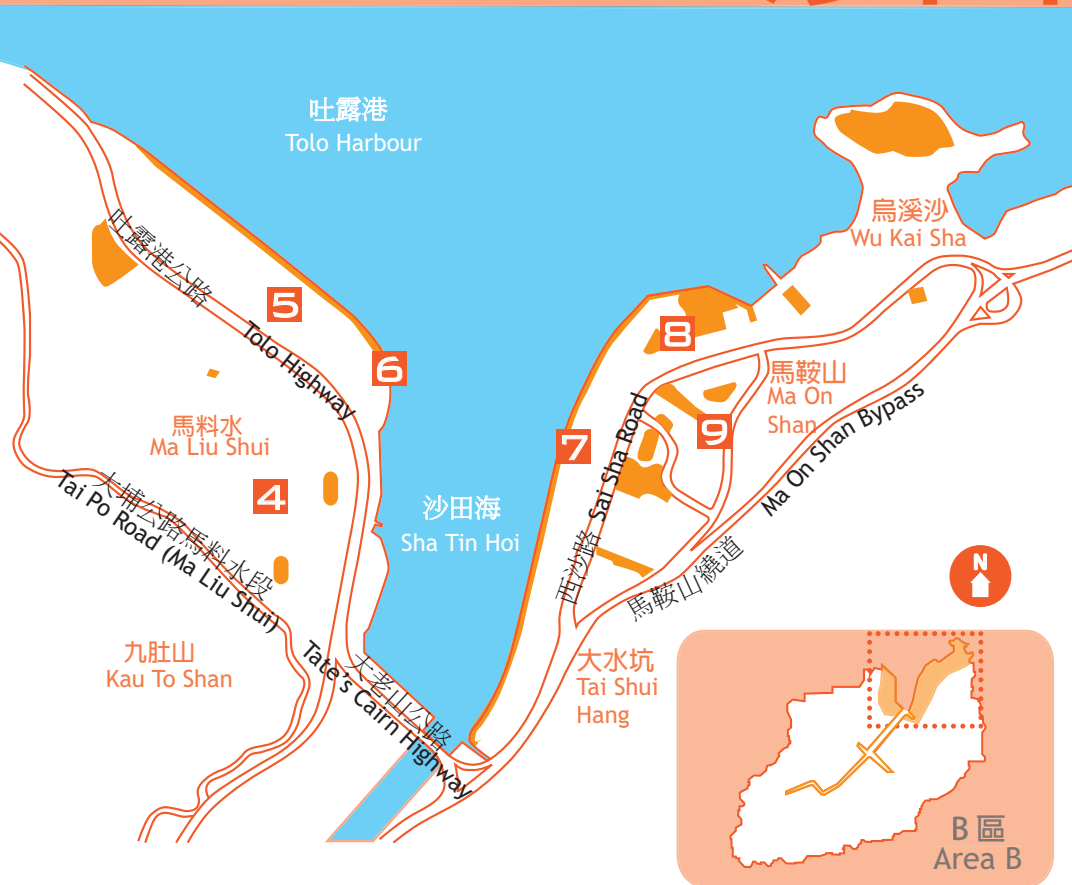 吐露港
Tolo Harbour
烏溪沙
Wu Kai Sha
吐露港公路
Tolo Highway
5
6
8
馬鞍山
Ma On
Shan
9
7
馬料水
Ma Liu Shui
4
沙田海
Sha Tin Hoi
西沙路 Sai Sha Road
Ma On Shan Bypass
馬鞍山繞道
大埔公路馬料水段
Tai Po Road (Ma Liu Shui)
N
九肚山
Kau To Shan
大老山公路
Tate's Cairn Highway
大水坑
Tai Shui
Hang
B 區
Area B